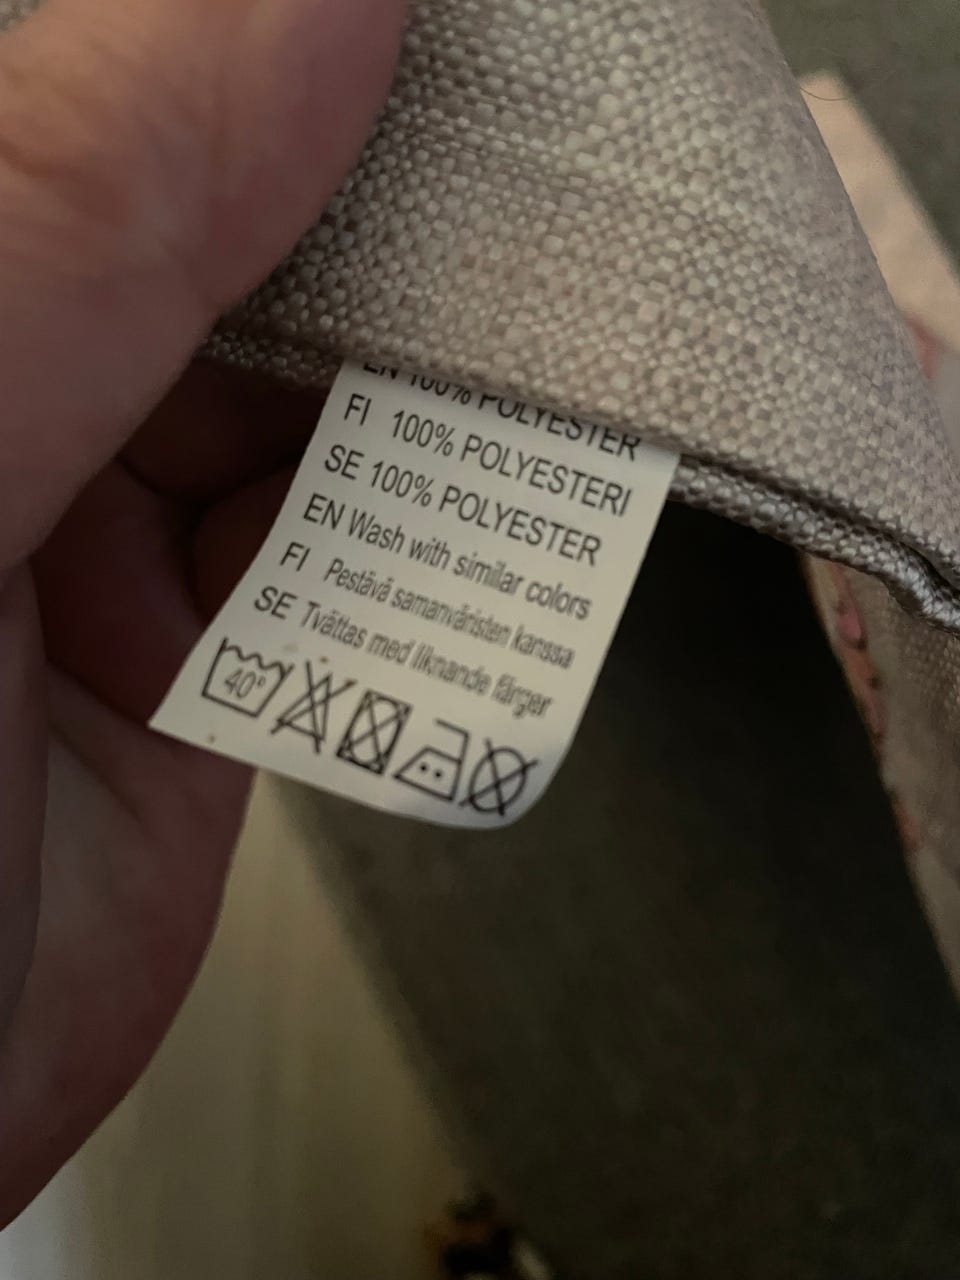 EN 100% POLYESTER
FI 100% POLYESTERI
SE 100% POLYESTER
EN Wash with similar colors
FI Pestävä samanväristen kanssa
SE Tvättas med liknande färger
40°